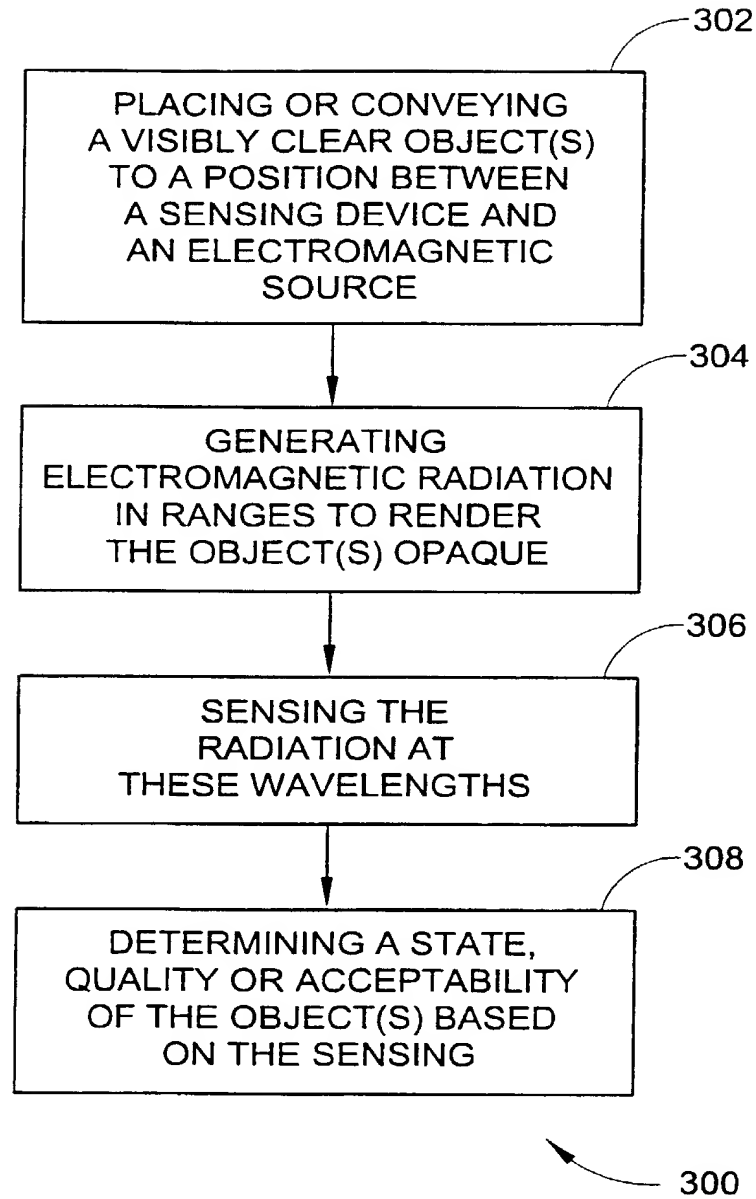 302
PLACING OR CONVEYING
A VISIBLY CLEAR OBJECT(S)
TO A POSITION BETWEEN
A SENSING DEVICE AND
AN ELECTROMAGNETIC
SOURCE
304
GENERATING
ELECTROMAGNETIC RADIATION
IN RANGES TO RENDER
THE OBJECT(S) OPAQUE
306
SENSING THE
RADIATION AT
THESE WAVELENGTHS
308
DETERMINING A STATE,
QUALITY OR ACCEPTABILITY
OF THE OBJECT(S) BASED
ON THE SENSING
300